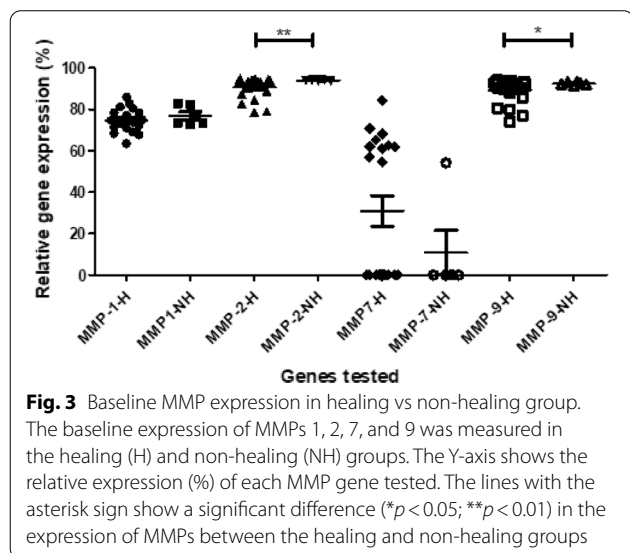 ** *
Relative gene expression (%)
100
80
60
40
20
0
MMP-1-H MMP1-NH MMP-2-H MMP-2-NH MMP7-H MMP-7-NH MMP-9-H MMP-9-NH
Genes tested
Fig. 3 Baseline MMP expression in healing vs non-healing group.
The baseline expression of MMPs 1, 2, 7, and 9 was measured in
the healing (H) and non-healing (NH) groups. The Y-axis shows the
relative expression (%) of each MMP gene tested. The lines with the
asterisk sign show a significant difference (*p < 0.05; **p < 0.01) in the
expression of MMPs between the healing and non-healing groups